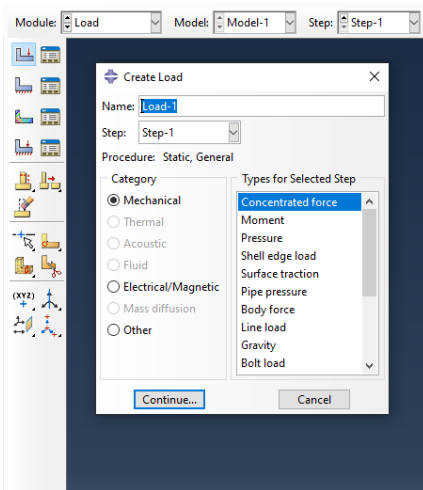 Module: Load Model: Model-1 Step: Step-1
Create Load
Name: Load-1
Step: Step-1
Procedure: Static, General
Category
Mechanical
Thermal
Acoustic
Fluid
Electrical/Magnetic
Mass diffusion
Other
Types for Selected Step
Concentrated force
Moment
Pressure
Shell edge load
Surface traction
Pipe pressure
Body force
Line load
Gravity
Bolt load
Continue... Cancel
(XYZ)